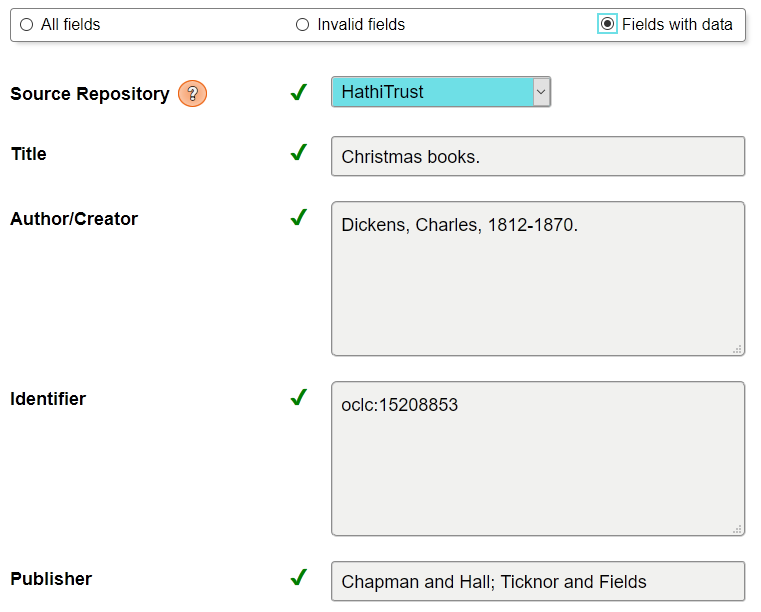 All fields Invalid fields Fields with data
Source Repository ? HathiTrust
Title Christmas books.
Author/Creator Dickens, Charles, 1812-1870.
Identifier oclc:15208853
Publisher Chapman and Hall; Ticknor and Fields